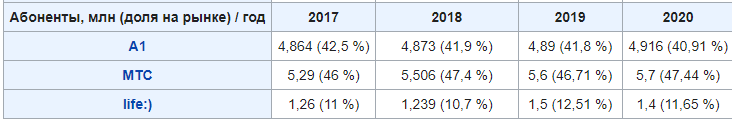 Абоненты, млн (доля на рынке) / год 2017 2018 2019 2020
A1 4,864 (42,5 %) 4,873 (41,9 %) 4,89 (41,8 %) 4,916 (40,91 %)
МТС 5,29 (46 %) 5,506 (47,4 %) 5,6 (46,71 %) 5,7 (47,44 %)
life:) 1,26 (11 %) 1,239 (10,7 %) 1,5 (12,51 %) 1,4 (11,65 %)